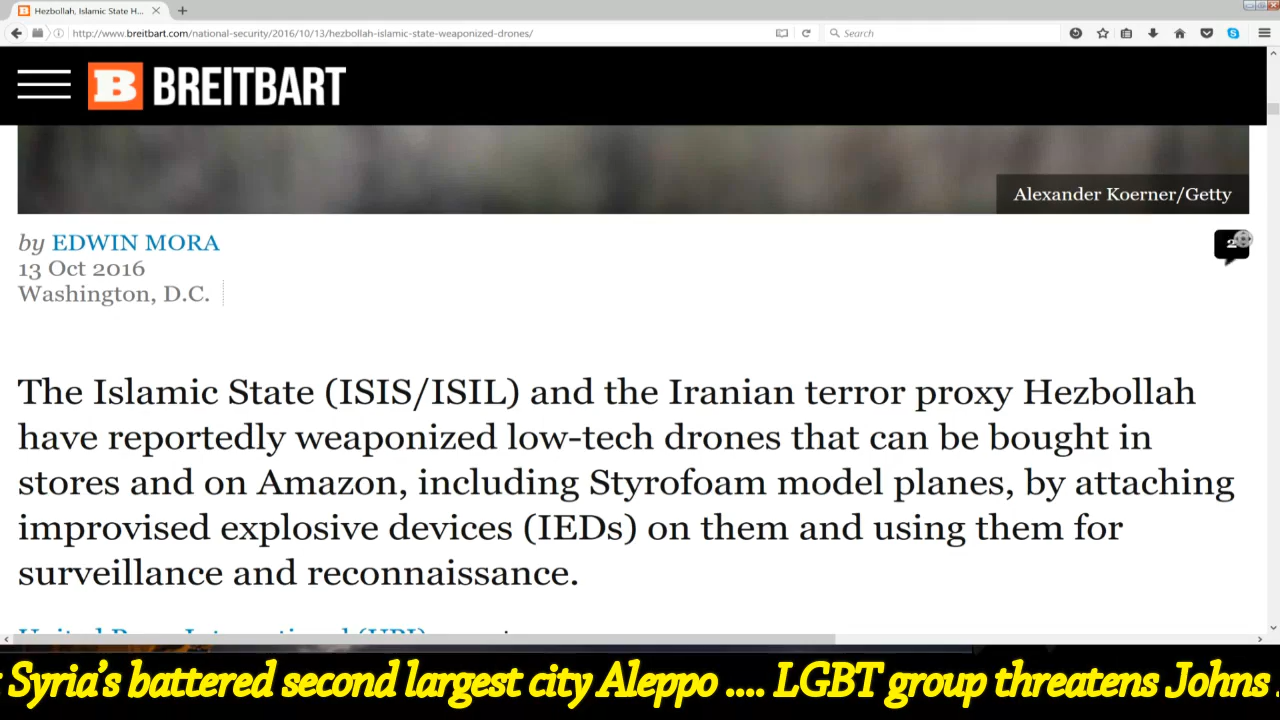 Hezbollah, Islamic State H...
http://www.breitbart.com/national-security/2016/10/13/hezbollah-islamic-state-weaponized-drones/
Search
B BREITBART
Alexander Koerner/Getty
by EDWIN MORA
13 Oct 2016
Washington, D.C.
The Islamic State (ISIS/ISIL) and the Iranian terror proxy Hezbollah
have reportedly weaponized low-tech drones that can be bought in
stores and on Amazon, including Styrofoam model planes, by attaching
improvised explosive devices (IEDs) on them and using them for
surveillance and reconnaissance.
Syria's battered second largest city Aleppo .... LGBT group threatens Johns